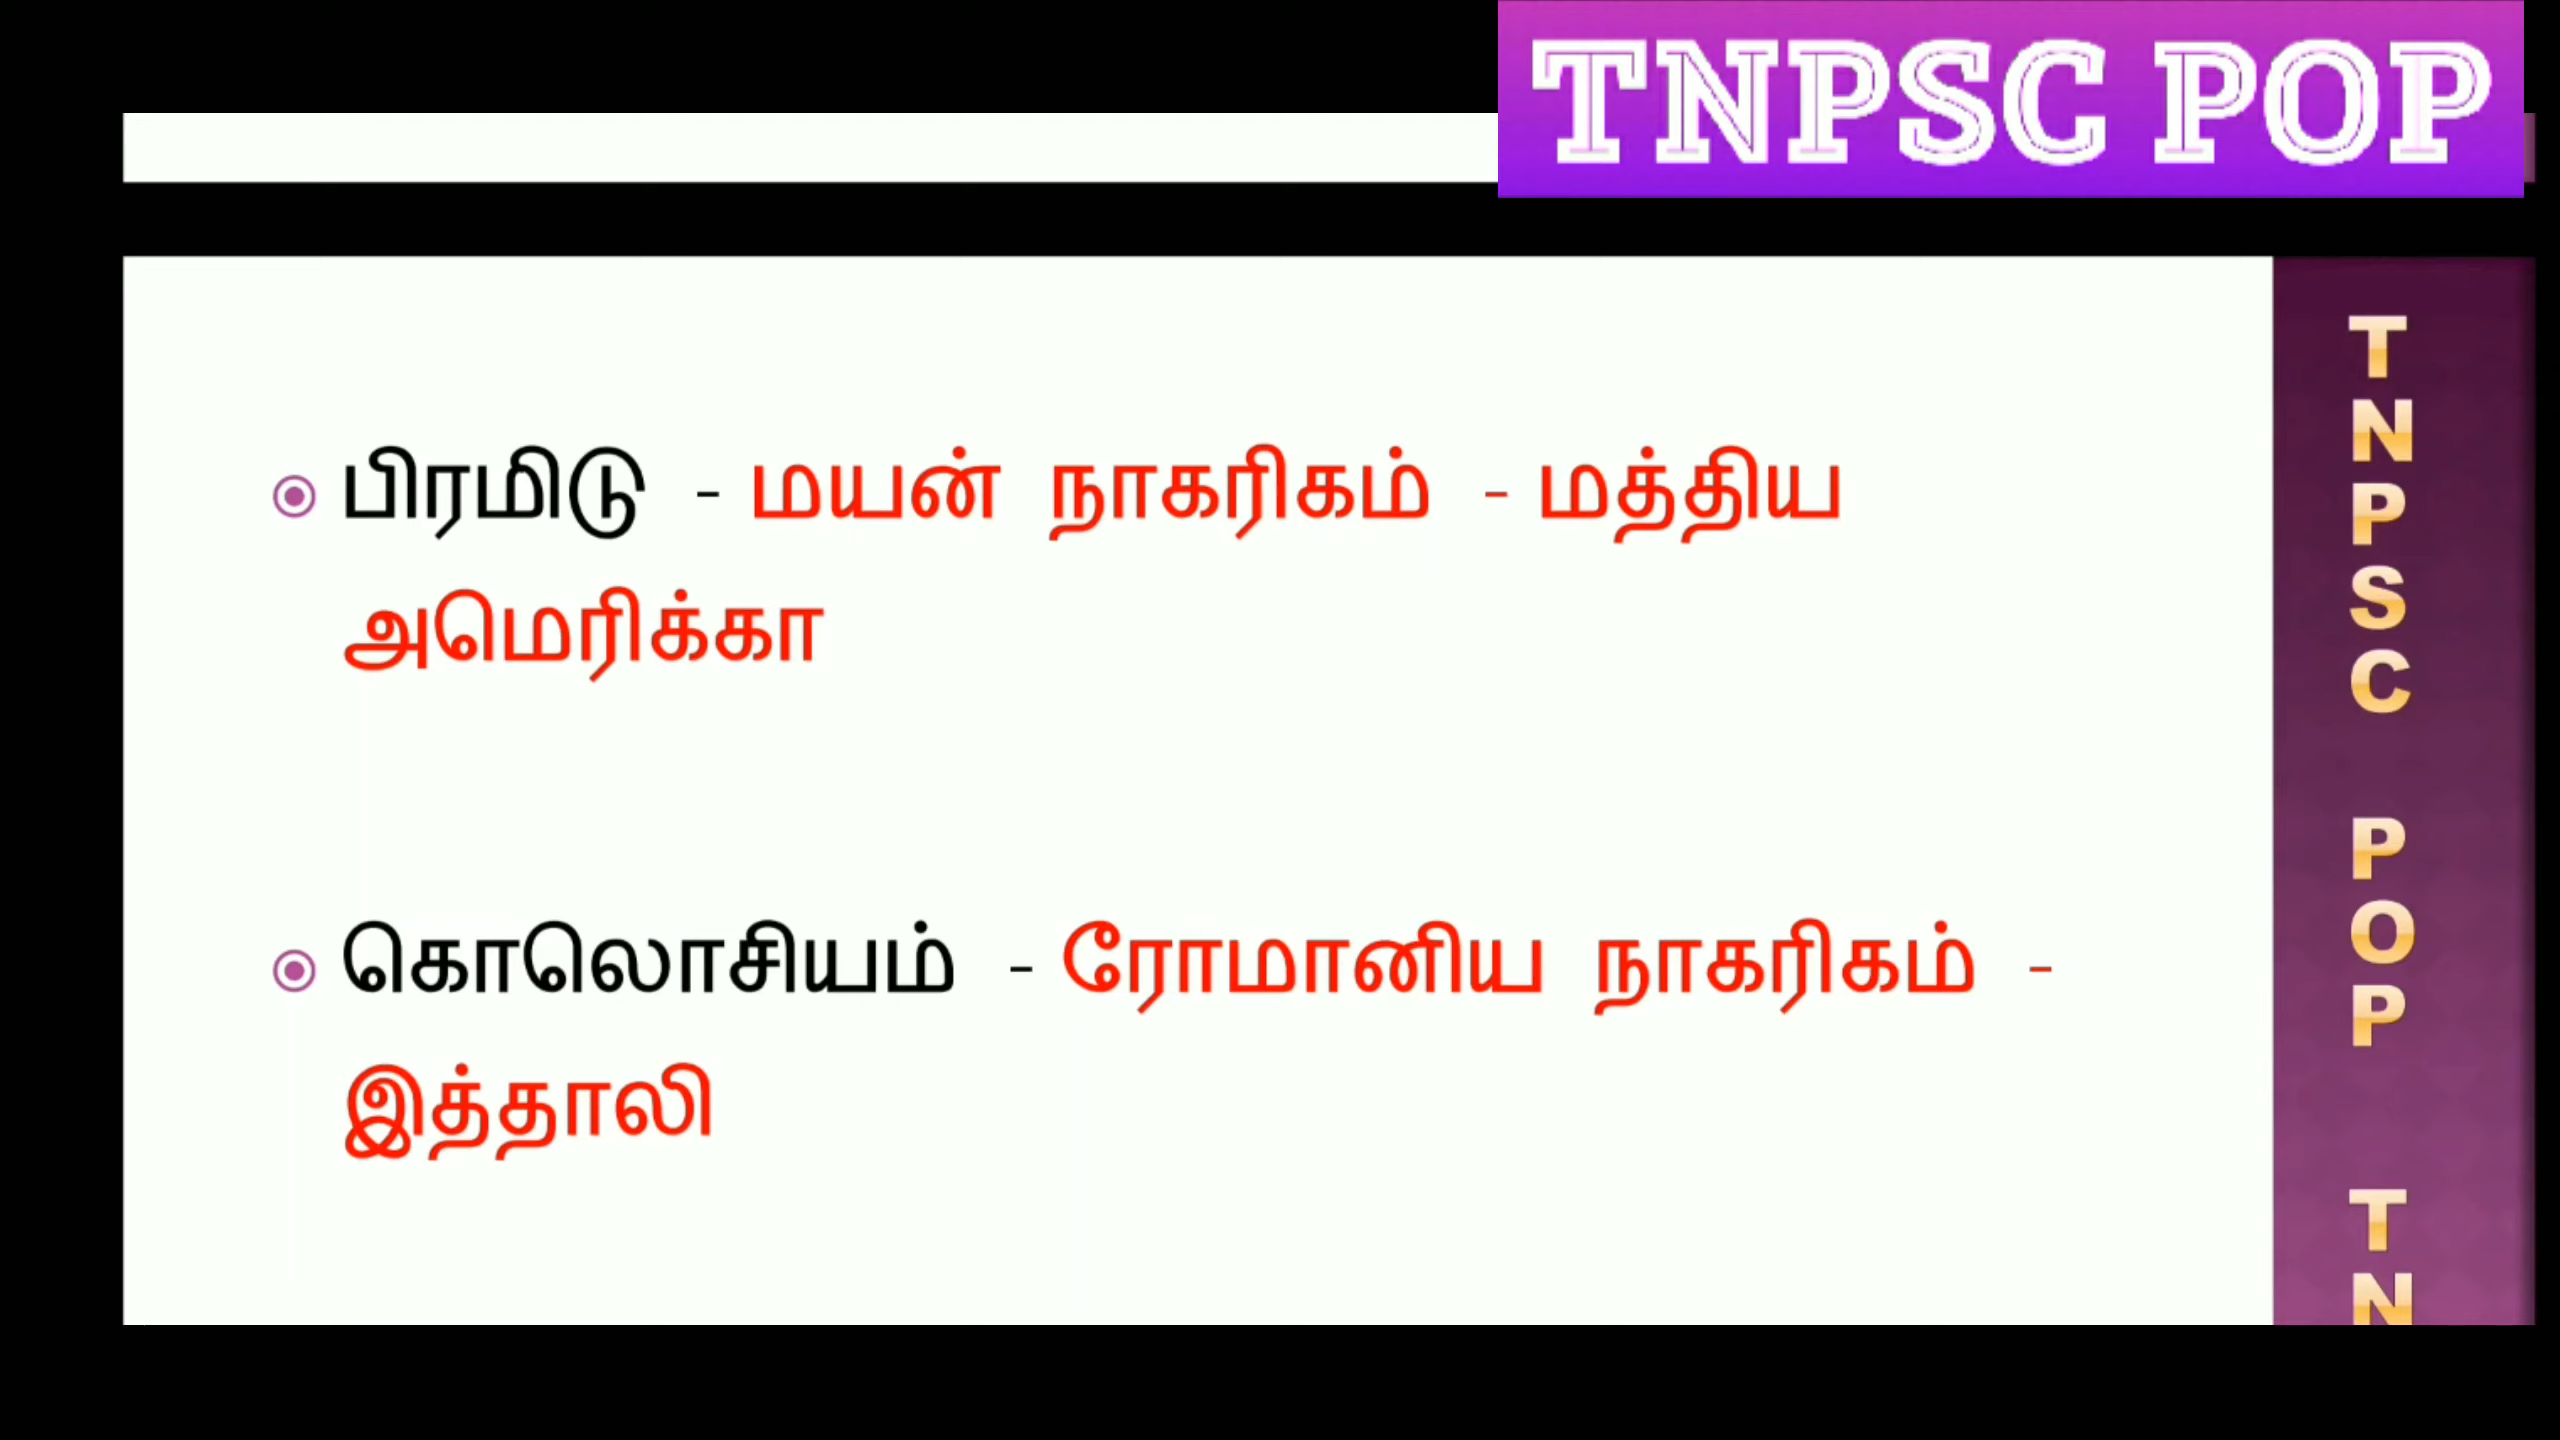 TNPSC POP
பிரமிடு - மயன் நாகரிகம் - மத்திய
அமெரிக்கா
கொலொசியம் - ரோமானிய நாகரிகம் -
இத்தாலி
TNPSC POP TN